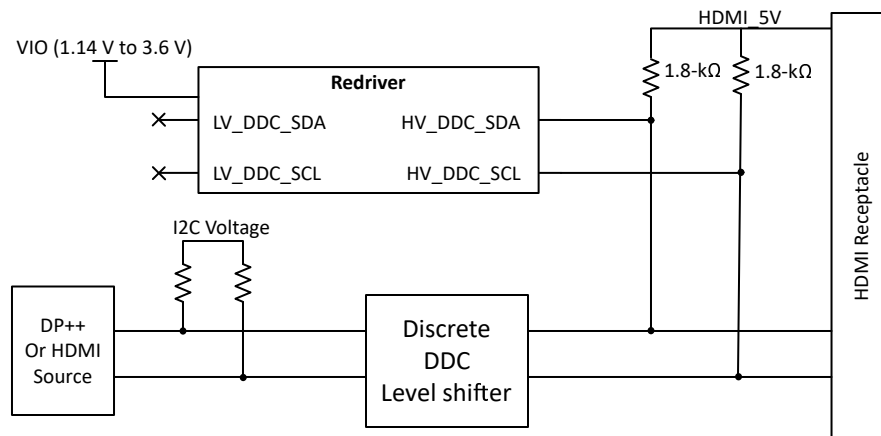 HDMI_5V
VIO (1.14 V to 3.6 V)
1.8-kΩ
1.8-kΩ
Redriver
LV_DDC_SDA
HV_DDC_SDA
LV_DDC_SCL
HV_DDC_SCL
I2C Voltage
HDMI Receptacle
DP++
Or HDMI
Source
Discrete
DDC
Level shifter